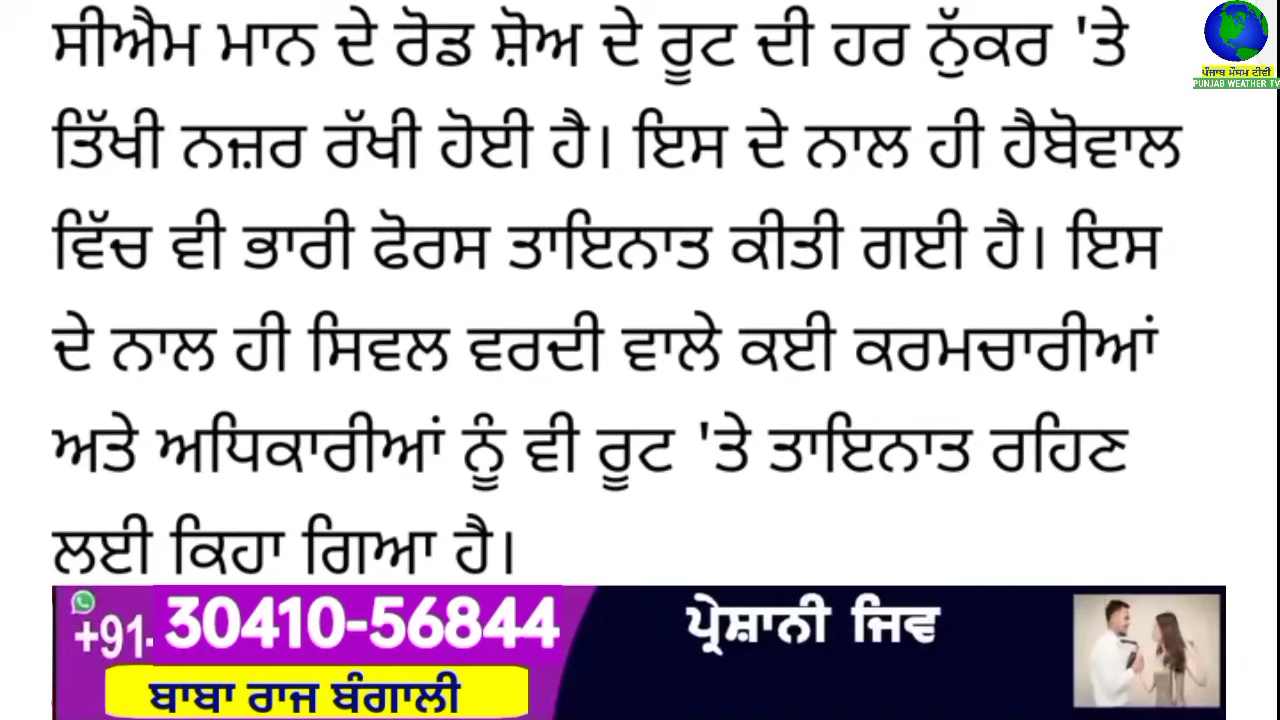 ਸੀਐਮ ਮਾਨ ਦੇ ਰੋਡ ਸ਼ੋਅ ਦੇ ਰੂਟ ਦੀ ਹਰ ਨੁੱਕਰ 'ਤੇ
ਤਿੱਖੀ ਨਜ਼ਰ ਰੱਖੀ ਹੋਈ ਹੈ। ਇਸ ਦੇ ਨਾਲ ਹੀ ਹੈਬੋਵਾਲ
ਵਿੱਚ ਵੀ ਭਾਰੀ ਫੋਰਸ ਤਾਇਨਾਤ ਕੀਤੀ ਗਈ ਹੈ। ਇਸ
ਦੇ ਨਾਲ ਹੀ ਸਿਵਲ ਵਰਦੀ ਵਾਲੇ ਕਈ ਕਰਮਚਾਰੀਆਂ
ਅਤੇ ਅਧਿਕਾਰੀਆਂ ਨੂੰ ਵੀ ਰੂਟ 'ਤੇ ਤਾਇਨਾਤ ਰਹਿਣ
ਲਈ ਕਿਹਾ ਗਿਆ ਹੈ।
ਪੰਜਾਬ ਮੌਸਮ ਟੀਵੀ
PUNJAB WEATHER TV
+91. 30410-56844
ਬਾਬਾ ਰਾਜ ਬੰਗਾਲੀ
ਪ੍ਰੇਸ਼ਾਨੀ ਜਿਵ